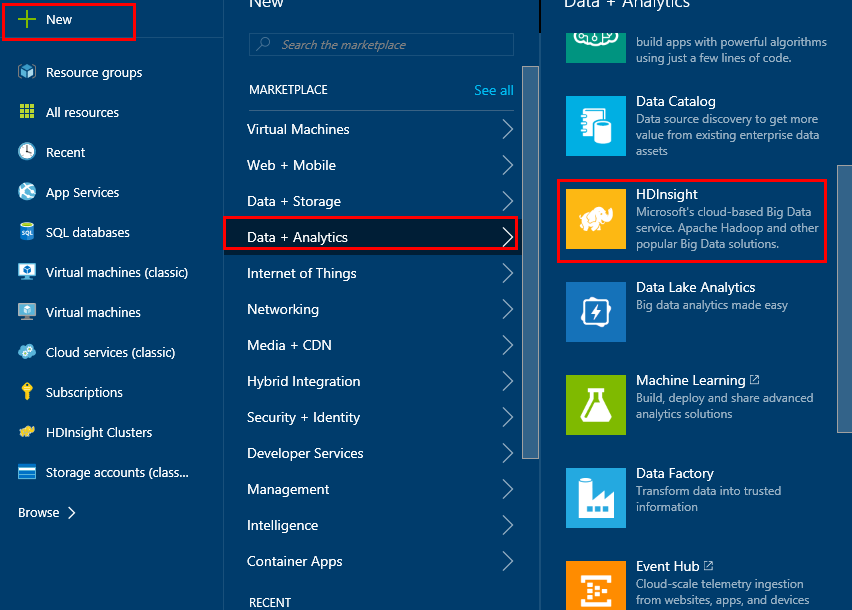 New
Resource groups
All resources
Recent
App Services
SQL databases
Virtual machines (classic)
Virtual machines
Cloud services (classic)
Subscriptions
HDInsight Clusters
Storage accounts (class...
Browse
New
Search the marketplace
MARKETPLACE
See all
Virtual Machines
Web + Mobile
Data + Storage
Data + Analytics
Internet of Things
Networking
Media + CDN
Hybrid Integration
Security + Identity
Developer Services
Management
Intelligence
Container Apps
RECENT
Data + Analytics
build apps with powerful algorithms
using just a few lines of code.
Data Catalog
Data source discovery to get more
value from existing enterprise data
assets
HDInsight
Microsoft's cloud-based Big Data
service. Apache Hadoop and other
popular Big Data solutions.
Data Lake Analytics
Big data analytics made easy
Machine Learning
Build, deploy and share advanced
analytics solutions
Data Factory
Transform data into trusted
information
Event Hub
Cloud-scale telemetry ingestion
from websites, apps, and devices